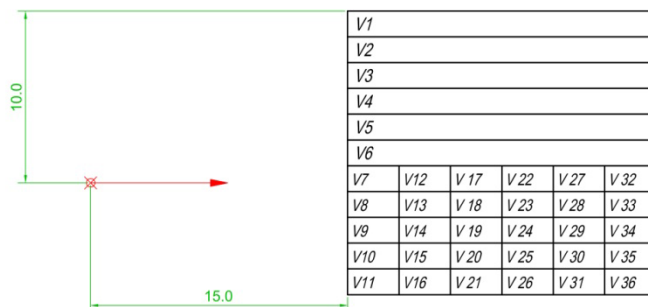 V1
V2
V3
V4
V5
V6
V7 V12 V 17 V 22 V 27 V 32
V8 V13 V 18 V 23 V 28 V 33
V9 V14 V 19 V 24 V 29 V 34
V10 V15 V 20 V 25 V 30 V 35
V11 V16 V 21 V 26 V 31 V 36
10.0
15.0